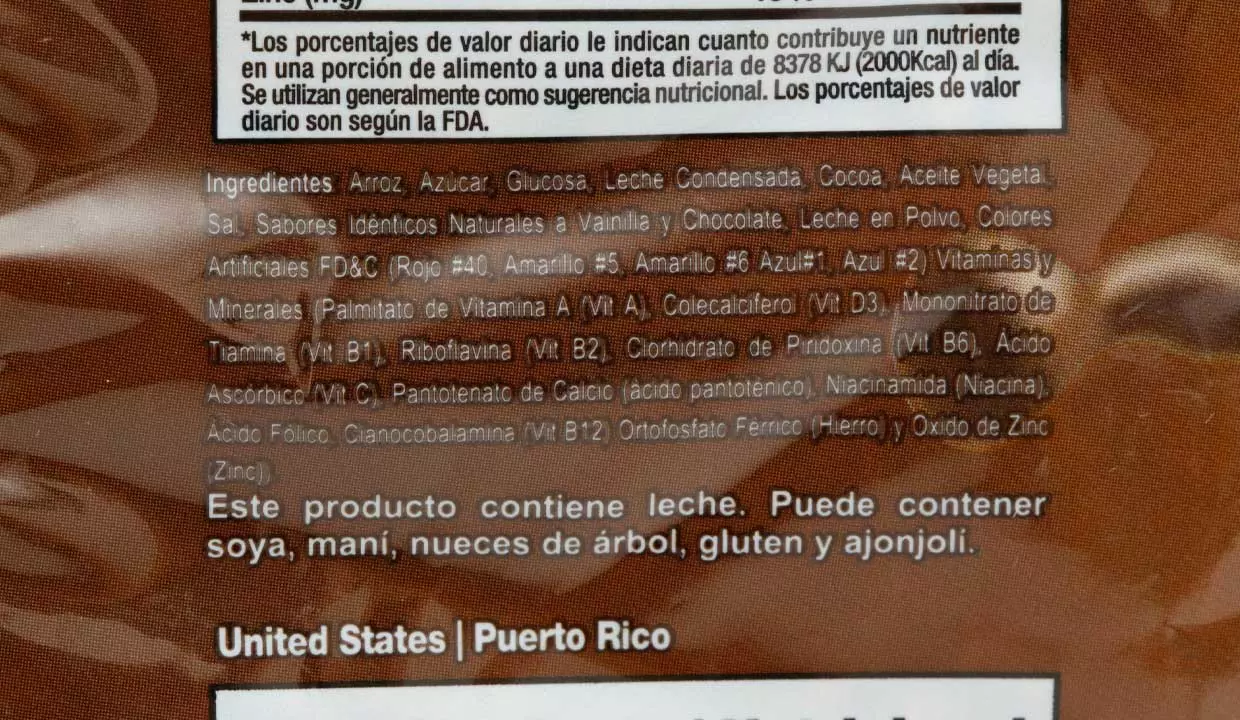 *Los porcentajes de valor diario le indican cuanto contribuye un nutriente
en una porción de alimento a una dieta diaria de 8378 KJ (2000Kcal) al día.
Se utilizan generalmente como sugerencia nutricional. Los porcentajes de valor
diario son según la FDA.
Ingredientes Arroz, Azúcar, Glucosa, Leche Condensada, Cocoa, Aceite Vegetal,
Sal, Sabores Idénticos Naturales a Vainilla y Chocolate, Leche en Polvo, Colores
Artificiales FD&C (Rojo #40, Amarillo #5, Amarillo #6 Azul#1, Azul #2) Vitaminas y
Minerales (Palmitato de Vitamina A (Vit A), Colecalciferol (Vit D3), Mononitrato de
Tiamina (Vit B1), Riboflavina (Vit B2), Clorhidrato de Piridoxina (Vit B6), Ácido
Ascórbico (Vit C), Pantotenato de Calcio (ácido pantoténico), Niacinamida (Niacina),
Ácido Fólico, Cianocobalamina (Vit B12) Ortofosfato Férrico (Hierro) y Oxido de Zinc
(Zinc).
Este producto contiene leche. Puede contener
soya, maní, nueces de árbol, gluten y ajonjolí.
United States | Puerto Rico